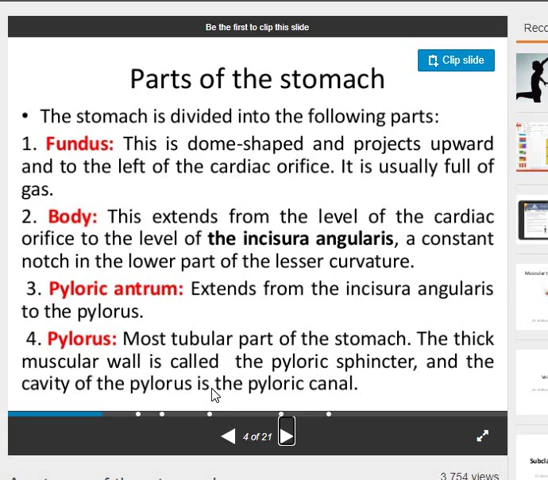 Be the first to clip this slide
Reco
Clip slide
Parts of the stomach
• The stomach is divided into the following parts:
1. Fundus: This is dome-shaped and projects upward
and to the left of the cardiac orifice. It is usually full of
gas.
2. Body: This extends from the level of the cardiac
orifice to the level of the incisura angularis, a constant
notch in the lower part of the lesser curvature.
3. Pyloric antrum: Extends from the incisura angularis
to the pylorus.
4. Pylorus: Most tubular part of the stomach. The thick
muscular wall is called the pyloric sphincter, and the
cavity of the pylorus is the pyloric canal.
4 of 21
Subcla
3,754 views